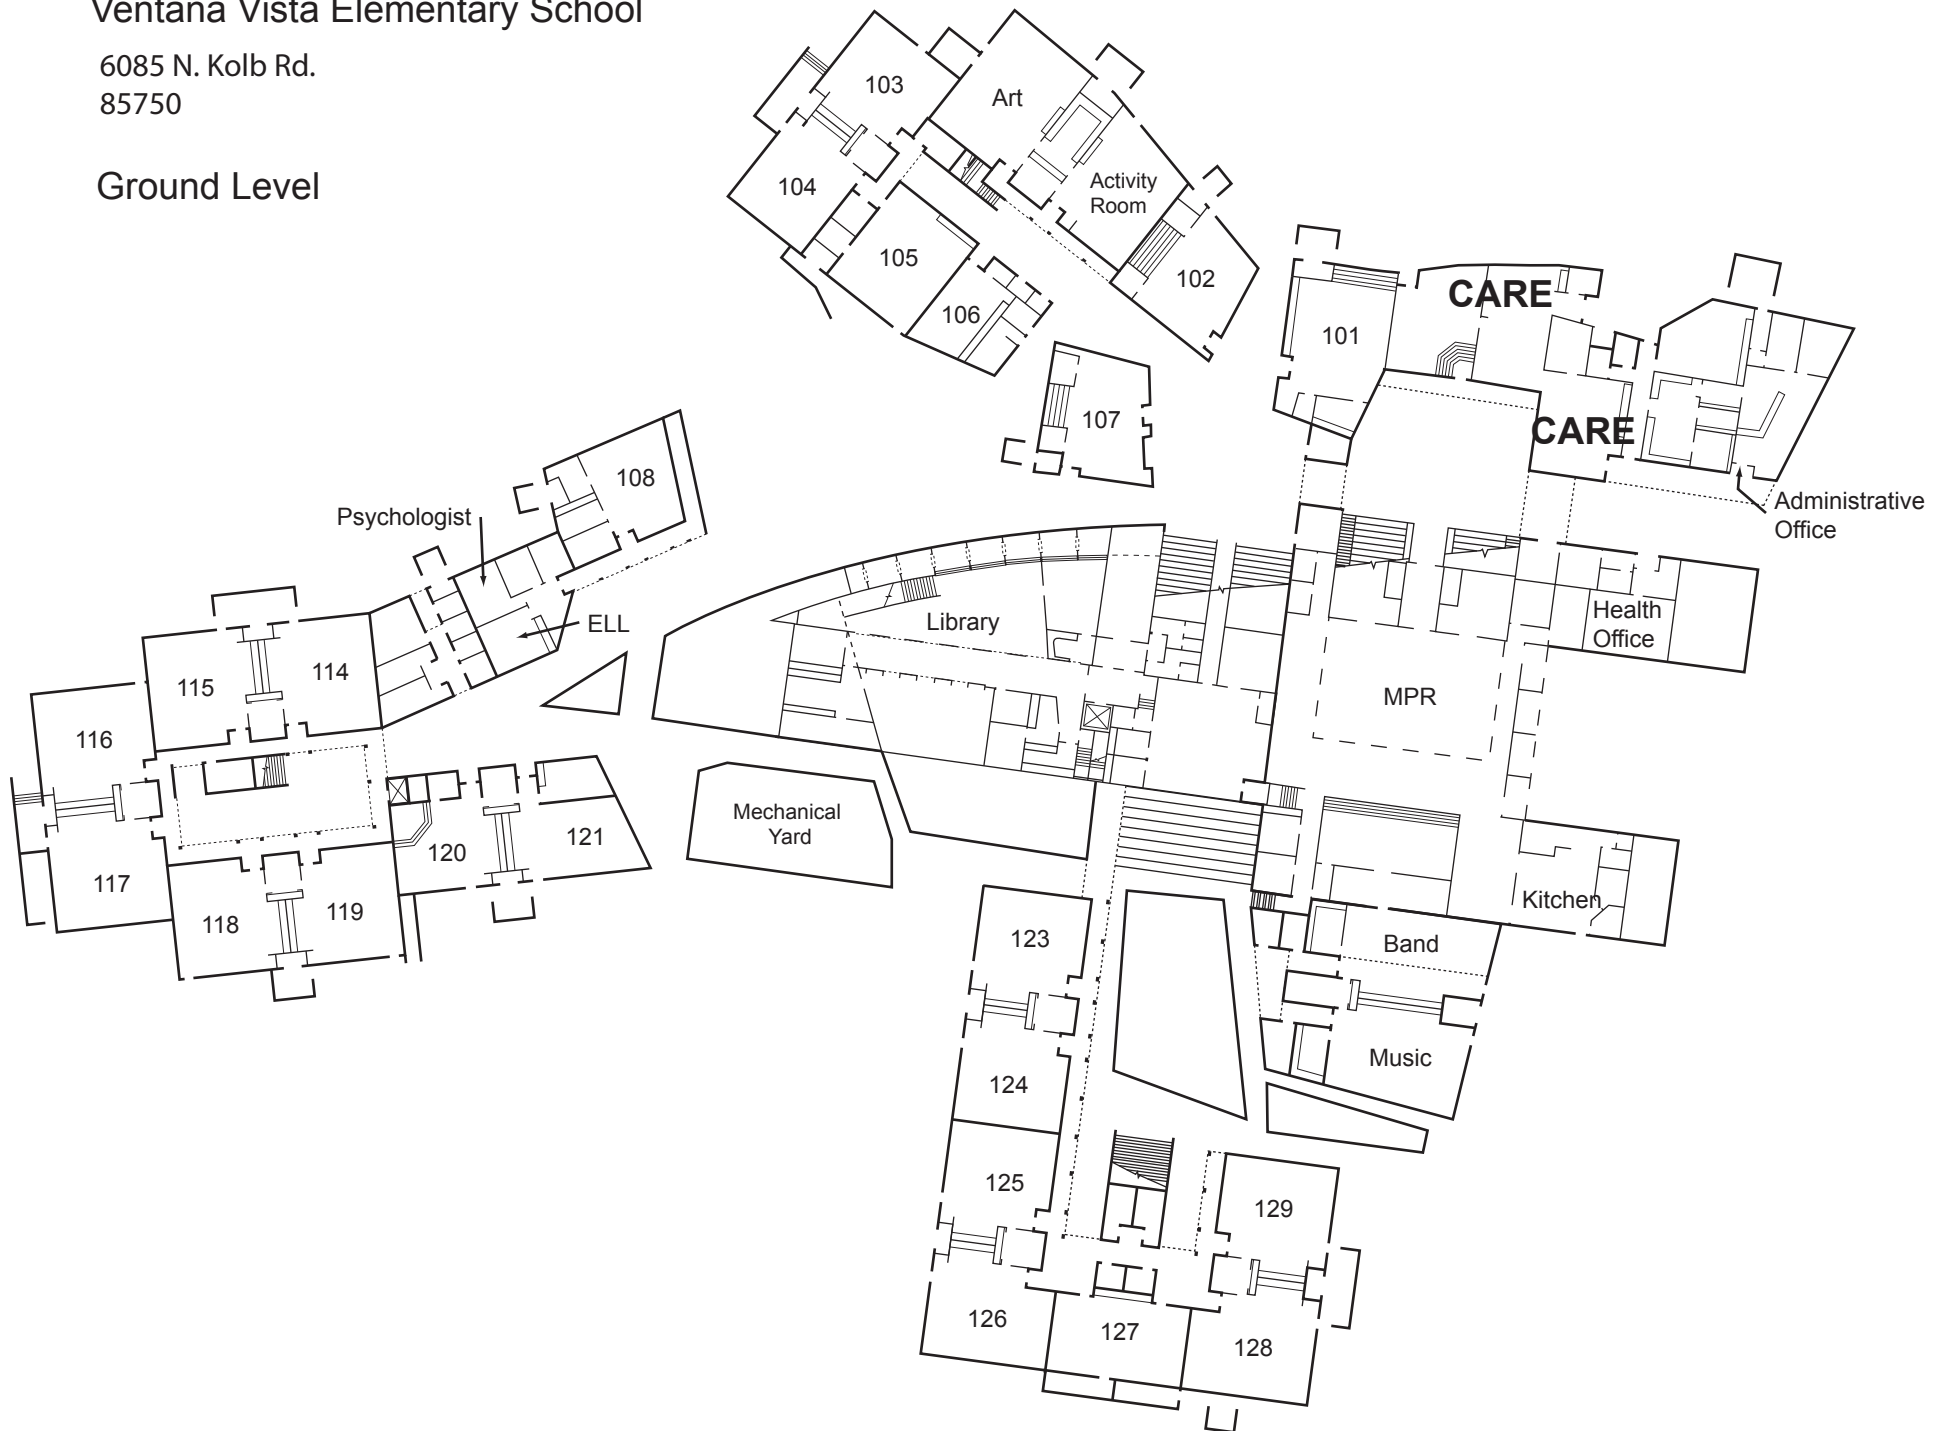 Ventana Vista Elementary School
6085 N. Kolb Rd.
85750
Ground Level
103
Art
104
Activity
Room
105
102
106
101
CARE
107
CARE
108
Psychologist
Administrative
Office
ELL
Library
Health
Office
115
114
MPR
116
Mechanical
Yard
120
121
117
118
119
Kitchen
123
Band
124
Music
125
129
126
127
128